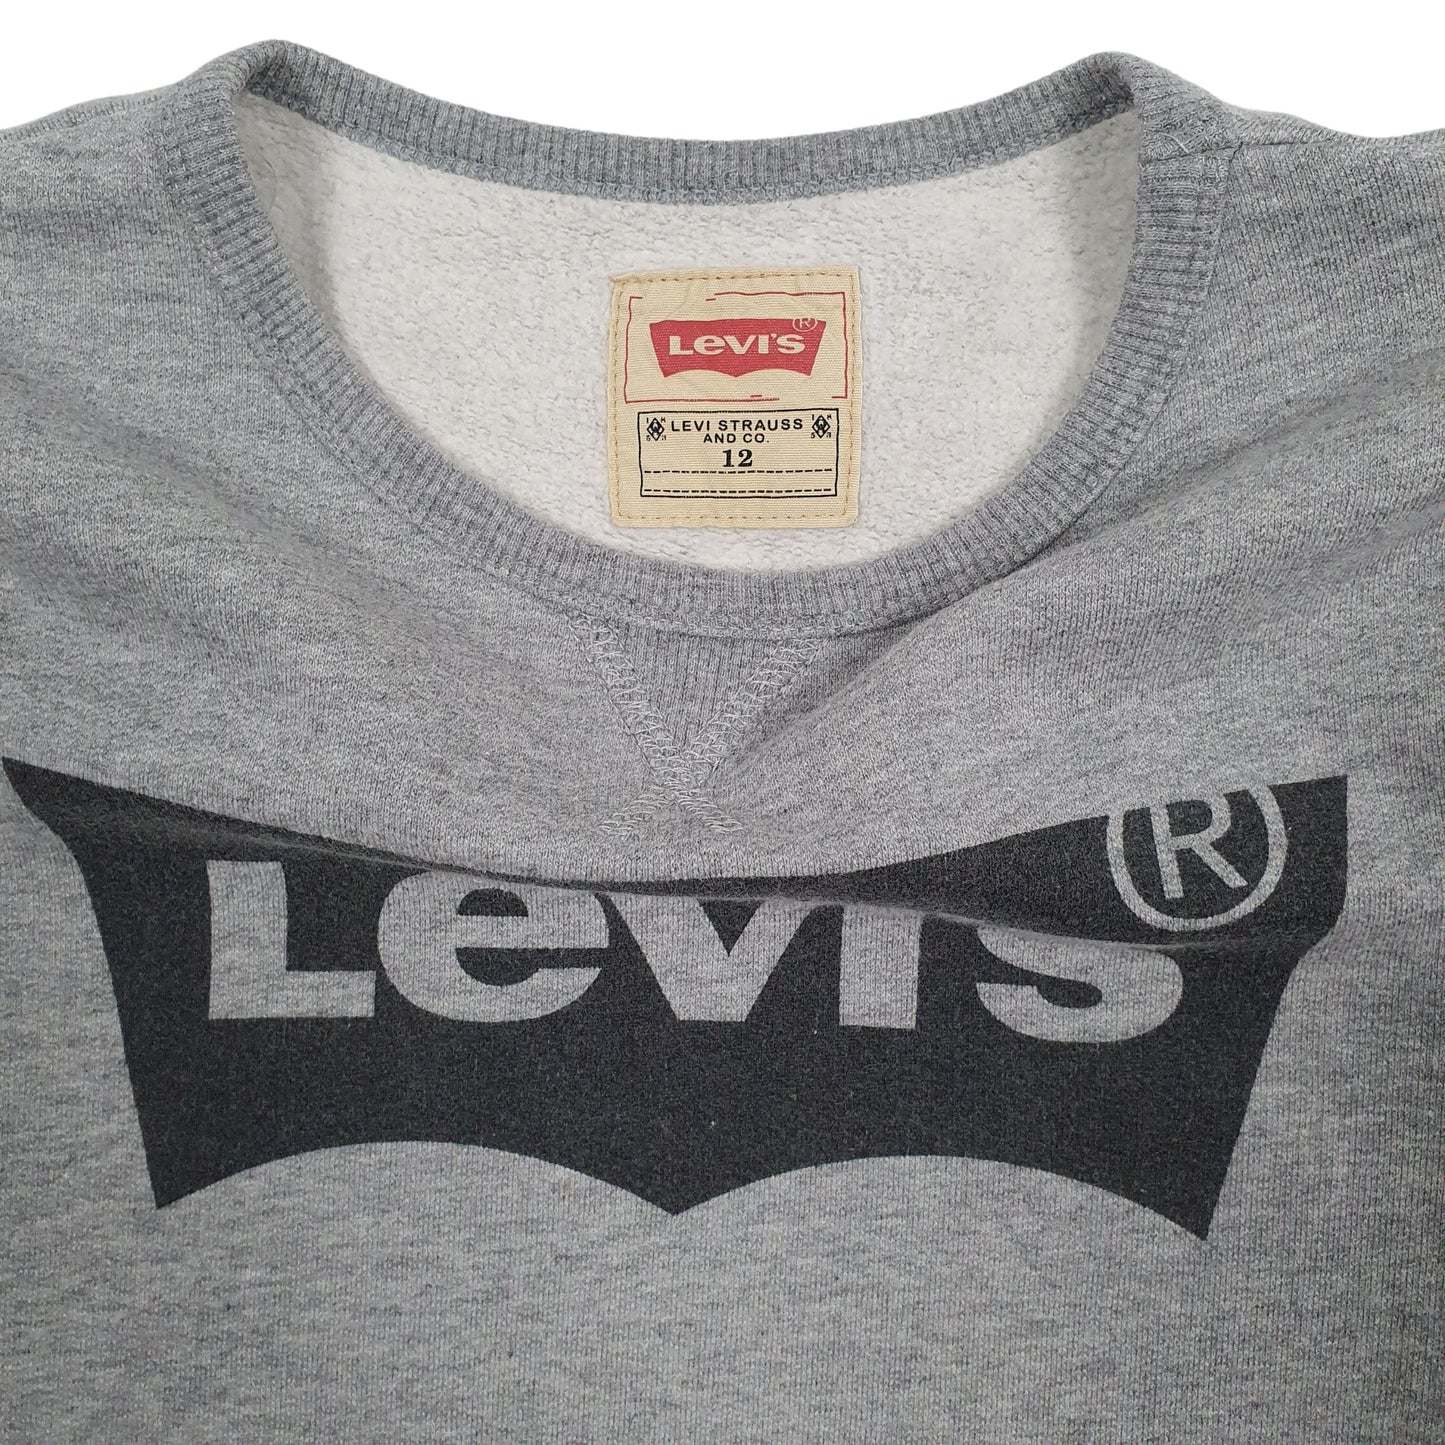 LEVI'S ®
LEVI STRAUSS
AND CO.
12
LEVI'S ®